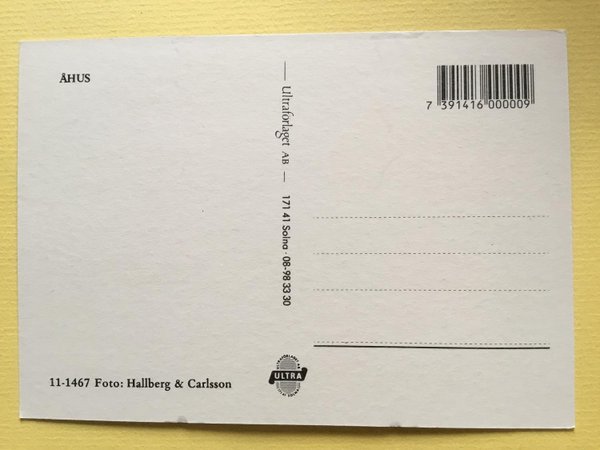 ÅHUS
7 391416 000009
— Ultraförlaget AB — 171 41 Solna · 08-98 33 30
11-1467 Foto: Hallberg & Carlsson
ULTRA